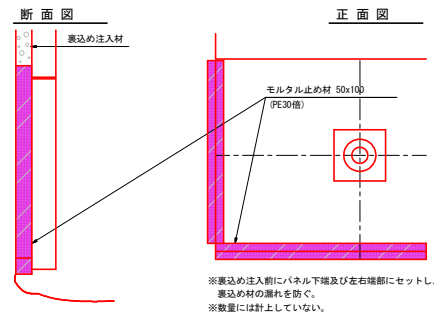 断面図
正面図
裏込め注入材
モルタル止め材 50x100
(PE30倍)
※裏込め注入前にパネル下端及び左右端部にセットし、
裏込め材の漏れを防ぐ。
※数量には計上していない。